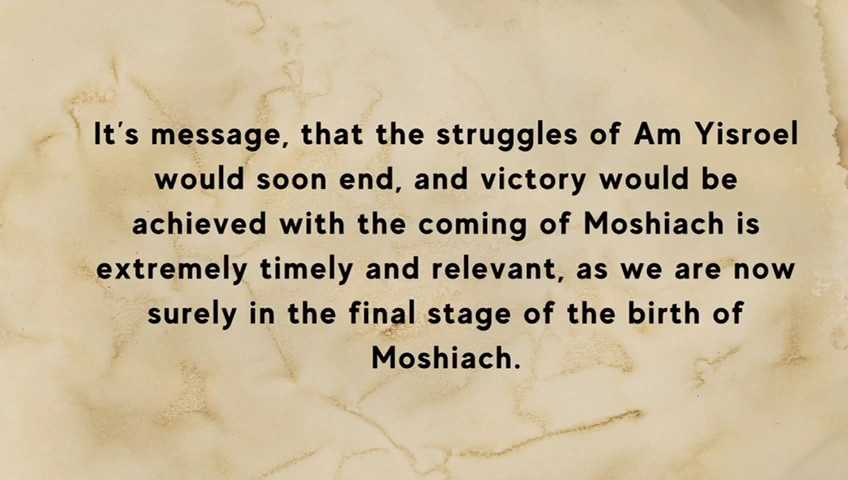 It's message, that the struggles of Am Yisroel
would soon end, and victory would be
achieved with the coming of Moshiach is
extremely timely and relevant, as we are now
surely in the final stage of the birth of
Moshiach.